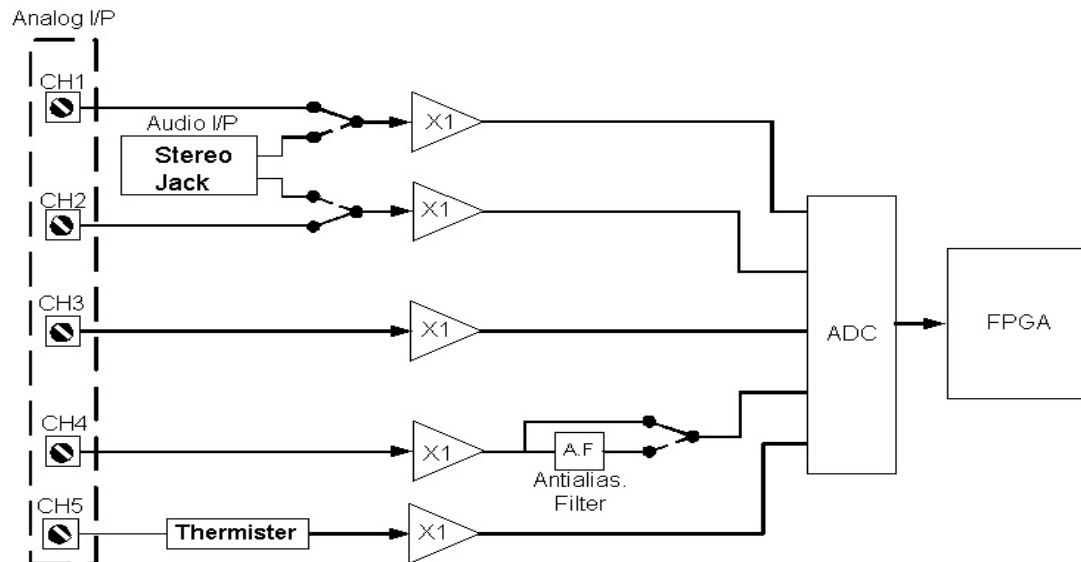 Analog I/P
CH1
Audio I/P
Stereo
Jack
X1
CH2
X1
CH3
X1
ADC
FPGA
CH4
X1
A.F
Antialias.
Filter
CH5
Thermister
X1